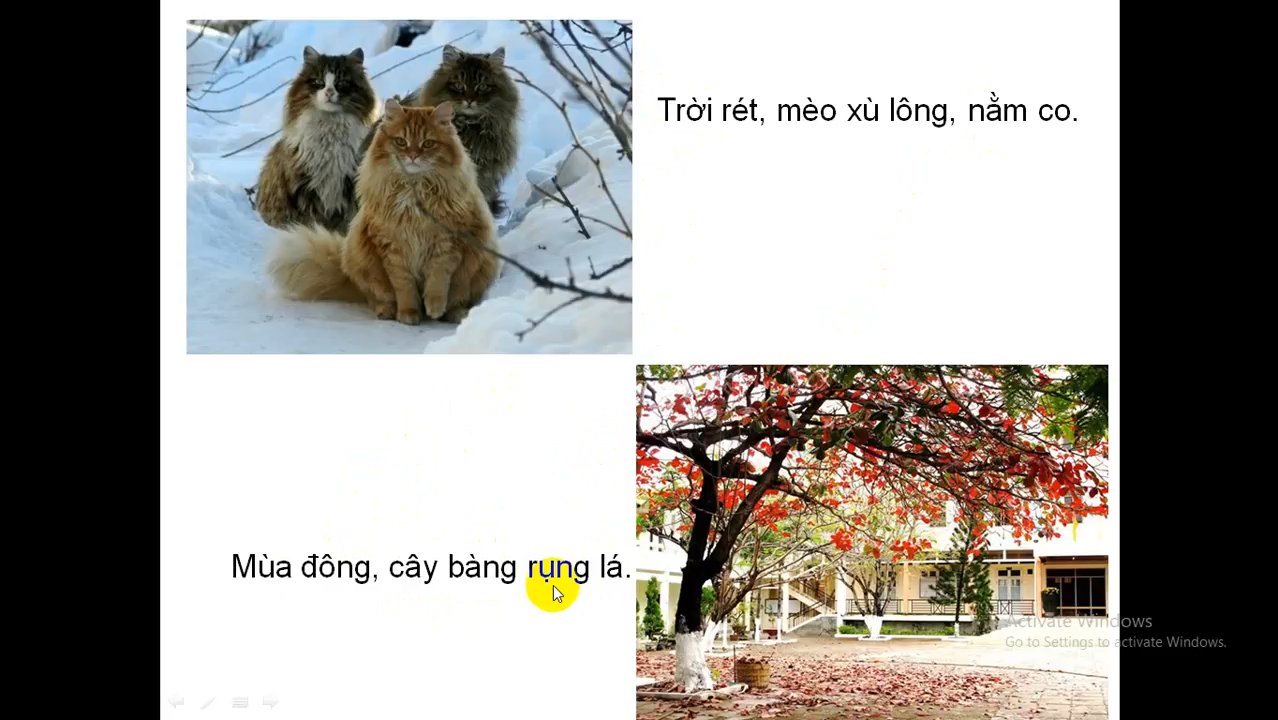 Trời rét, mèo xù lông, nằm co.
Mùa đông, cây bàng rụng lá.
Activate Windows
Go to Settings to activate Windows.